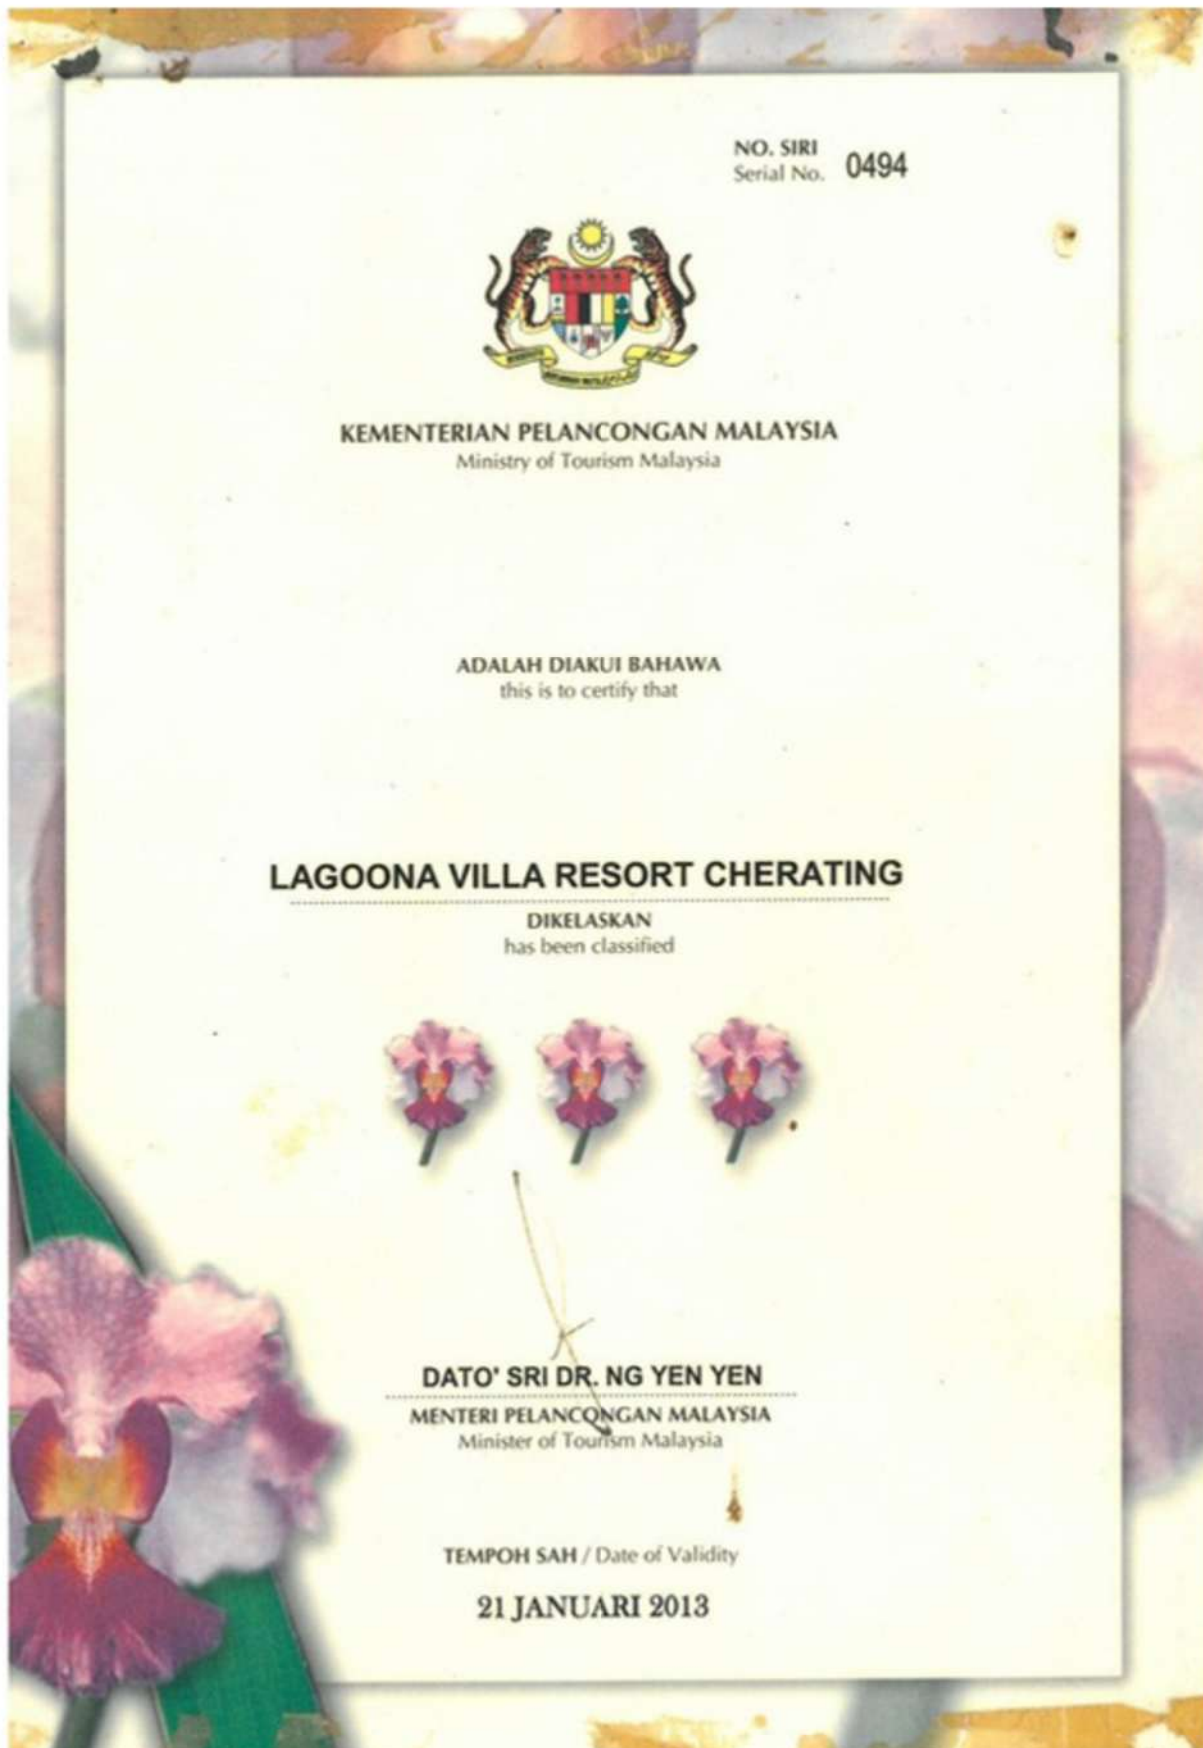 NO. SIRI
Serial No. 0494
KEMENTERIAN PELANCONGAN MALAYSIA
Ministry of Tourism Malaysia
ADALAH DIAKUI BAHAWA
this is to certify that
LAGOONA VILLA RESORT CHERATING
DIKELASKAN
has been classified
DATO' SRI DR. NG YEN YEN
MENTERI PELANCONGAN MALAYSIA
Minister of Tourism Malaysia
TEMPOH SAH / Date of Validity
21 JANUARI 2013